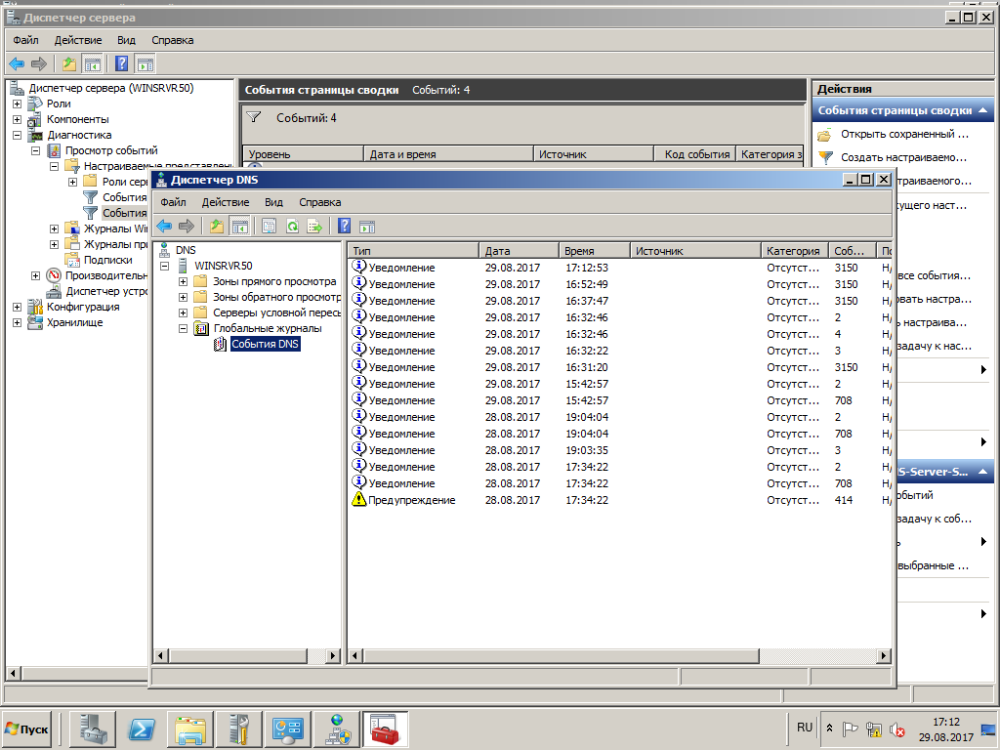 Диспетчер сервера
Файл Действие Вид Справка
Диспетчер сервера (WINSRVR50)
Роли
Компоненты
Диагностика
Просмотр событий
Настраиваемые представлен
Роли сер
События
События
Журналы Wi
Журналы пр
Подписки
Производительн
Диспетчер устро
Конфигурация
Хранилище
События страницы сводки Событий: 4
Событий: 4
Уровень Дата и время Источник Код события Категория з
Действия
События страницы сводки
Открыть сохраненный ...
Создать настраиваемо...
траиваемого...
кущего наст...
все события...
овать настра...
ь настраива...
задачу к нас...
S-Server-S...
обытий
задачу к соб...
ь
выбранные ...
Диспетчер DNS
Файл Действие Вид Справка
DNS
WINSRVR50
Зоны прямого просмотра
Зоны обратного просмотр
Серверы условной пересы
Глобальные журналы
События DNS
Тип Дата Время Источник Категория Соб... По
Уведомление 29.08.2017 17:12:53 Отсутст... 3150 Н/
Уведомление 29.08.2017 16:52:49 Отсутст... 3150 Н/
Уведомление 29.08.2017 16:37:47 Отсутст... 3150 Н/
Уведомление 29.08.2017 16:32:46 Отсутст... 2 Н/
Уведомление 29.08.2017 16:32:46 Отсутст... 4 Н/
Уведомление 29.08.2017 16:32:22 Отсутст... 3 Н/
Уведомление 29.08.2017 16:31:20 Отсутст... 3150 Н/
Уведомление 29.08.2017 15:42:57 Отсутст... 2 Н/
Уведомление 29.08.2017 15:42:57 Отсутст... 708 Н/
Уведомление 28.08.2017 19:04:04 Отсутст... 2 Н/
Уведомление 28.08.2017 19:04:04 Отсутст... 708 Н/
Уведомление 28.08.2017 19:03:35 Отсутст... 3 Н/
Уведомление 28.08.2017 17:34:22 Отсутст... 2 Н/
Уведомление 28.08.2017 17:34:22 Отсутст... 708 Н/
Предупреждение 28.08.2017 17:34:22 Отсутст... 414 Н/
Пуск
RU
17:12
29.08.2017